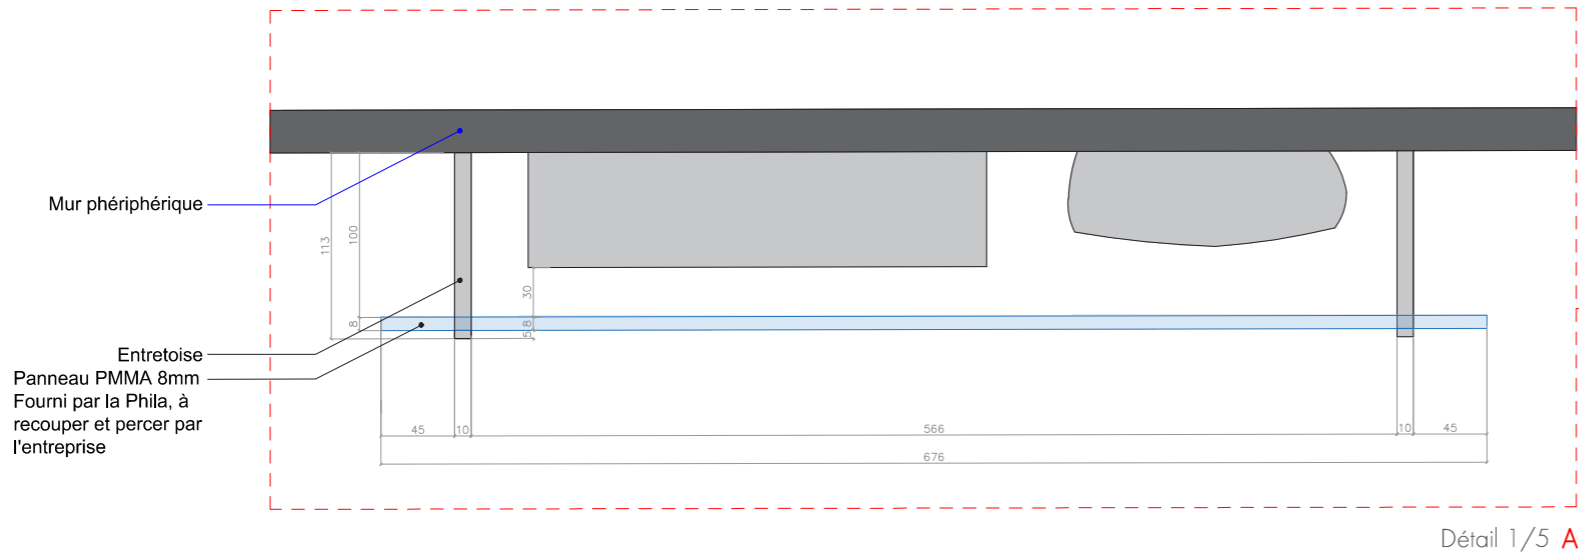 Mur phériphérique
Entretoise
Panneau PMMA 8mm
Fourni par la Phila, à
recouper et percer par
l'entreprise
113
100
8
30
8
5
45
10
566
10
45
676
Détail 1/5 A